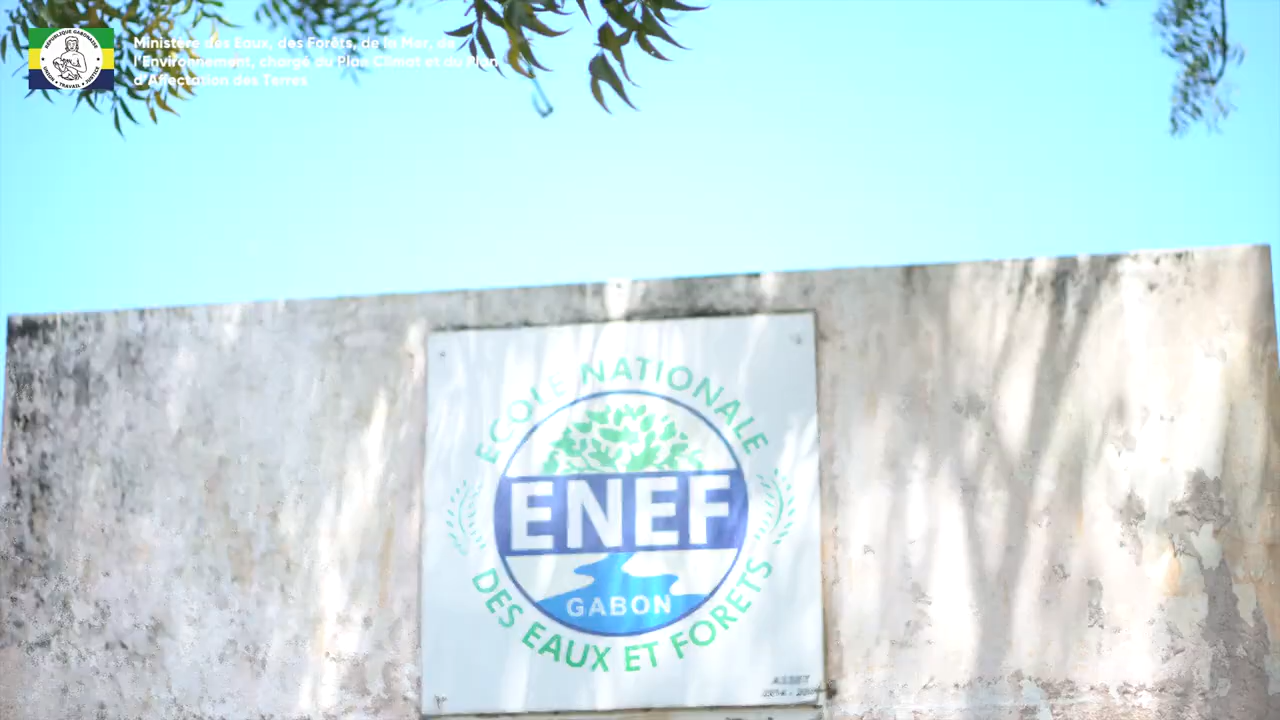 RÉPUBLIQUE GABONAISE
UNION • TRAVAIL • JUSTICE
Ministère des Eaux, des Forêts, de la Mer, de
l'Environnement, chargé du Plan Climat et du Plan
d'Affectation des Terres
ECOLE NATIONALE
ENEF
GABON
DES EAUX ET FORETS